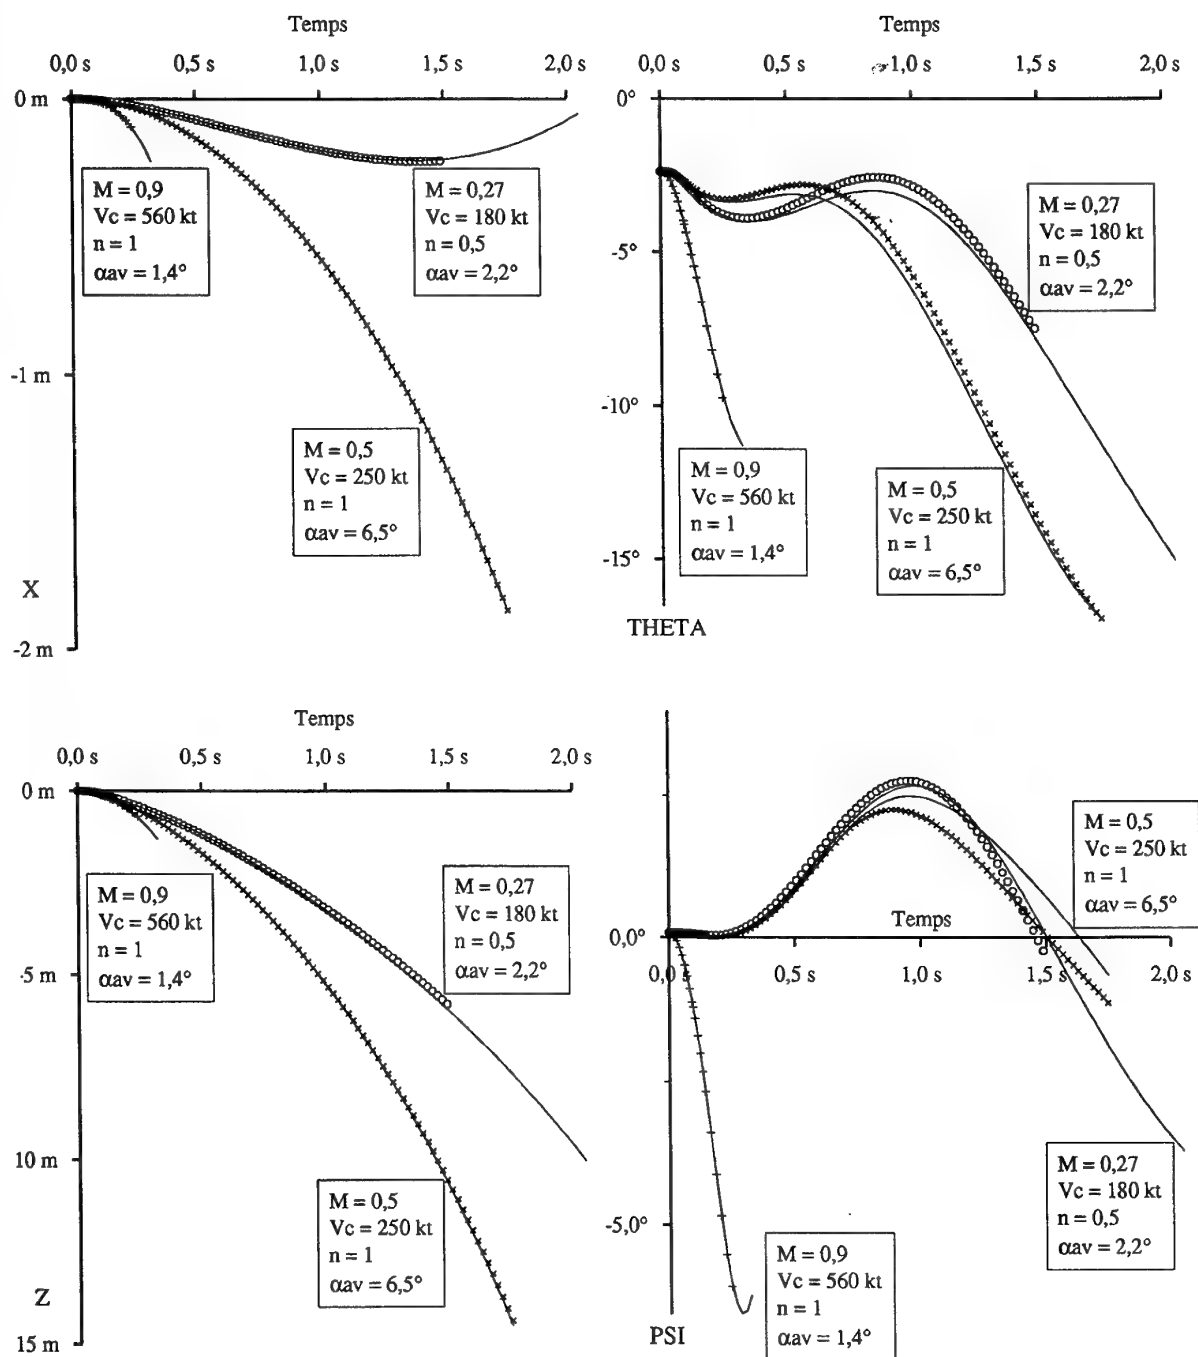 Temps
0,0 s 0,5 s 1,0 s 1,5 s 2,0 s
0 m
M = 0,9
Vc = 560 kt
n = 1
αav = 1,4°
M = 0,27
Vc = 180 kt
n = 0,5
αav = 2,2°
-1 m
M = 0,5
Vc = 250 kt
n = 1
αav = 6,5°
X
-2 m
Temps
0,0 s 0,5 s 1,0 s 1,5 s 2,0 s
0°
M = 0,27
Vc = 180 kt
n = 0,5
αav = 2,2°
-5°
-10°
M = 0,9
Vc = 560 kt
n = 1
αav = 1,4°
M = 0,5
Vc = 250 kt
n = 1
αav = 6,5°
-15°
THETA
Temps
0,0 s 0,5 s 1,0 s 1,5 s 2,0 s
0 m
M = 0,9
Vc = 560 kt
n = 1
αav = 1,4°
M = 0,27
Vc = 180 kt
n = 0,5
αav = 2,2°
5 m
10 m
M = 0,5
Vc = 250 kt
n = 1
αav = 6,5°
Z
15 m
M = 0,5
Vc = 250 kt
n = 1
αav = 6,5°
Temps
0,0°
0,0 s 0,5 s 1,0 s 1,5 s 2,0 s
M = 0,27
Vc = 180 kt
n = 0,5
αav = 2,2°
-5,0°
M = 0,9
Vc = 560 kt
n = 1
αav = 1,4°
PSI